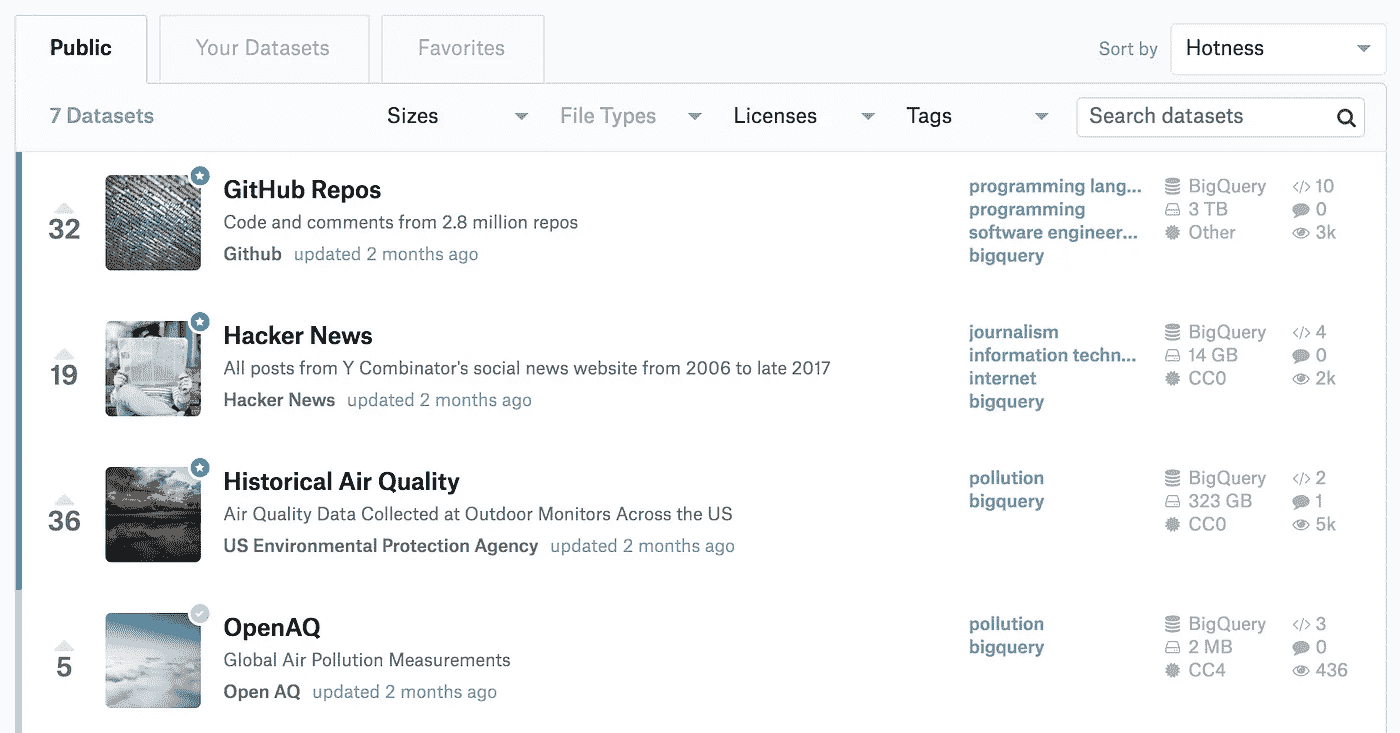 Public Your Datasets Favorites Sort by Hotness
7 Datasets Sizes File Types Licenses Tags Search datasets
32
GitHub Repos
Code and comments from 2.8 million repos
Github updated 2 months ago
programming lang...
programming
software engineer...
bigquery
BigQuery
3 TB
Other
10
0
3k
19
Hacker News
All posts from Y Combinator's social news website from 2006 to late 2017
Hacker News updated 2 months ago
journalism
information techn...
internet
bigquery
BigQuery
14 GB
CC0
4
0
2k
36
Historical Air Quality
Air Quality Data Collected at Outdoor Monitors Across the US
US Environmental Protection Agency updated 2 months ago
pollution
bigquery
BigQuery
323 GB
CC0
2
1
5k
5
OpenAQ
Global Air Pollution Measurements
Open AQ updated 2 months ago
pollution
bigquery
BigQuery
2 MB
CC4
3
0
436